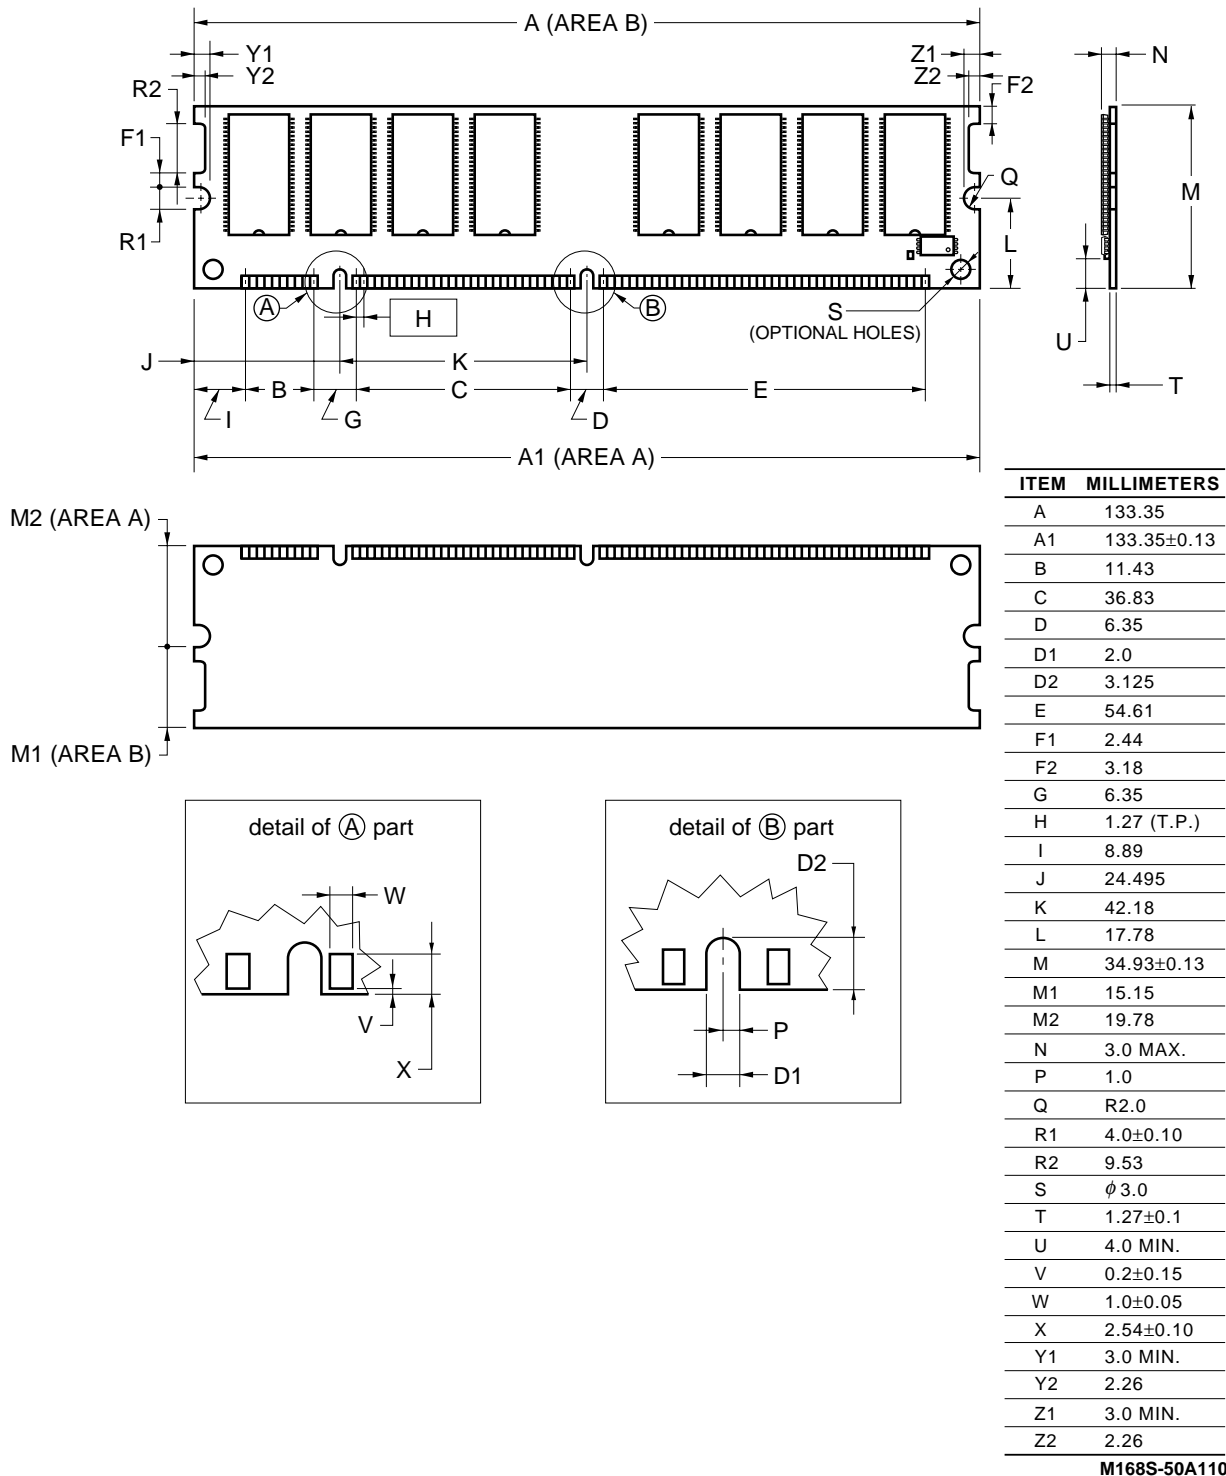 A (AREA B)
Y1
Z1
N
Y2
Z2
R2
F2
F1
Q
M
R1
L
A
H
B
S
(OPTIONAL HOLES)
U
J
K
T
B
C
E
I
G
D
A1 (AREA A)
M2 (AREA A)
M1 (AREA B)
detail of A part
W
V
X
detail of B part
D2
P
D1
ITEM MILLIMETERS
A 133.35
A1 133.35±0.13
B 11.43
C 36.83
D 6.35
D1 2.0
D2 3.125
E 54.61
F1 2.44
F2 3.18
G 6.35
H 1.27 (T.P.)
I 8.89
J 24.495
K 42.18
L 17.78
M 34.93±0.13
M1 15.15
M2 19.78
N 3.0 MAX.
P 1.0
Q R2.0
R1 4.0±0.10
R2 9.53
S ϕ 3.0
T 1.27±0.1
U 4.0 MIN.
V 0.2±0.15
W 1.0±0.05
X 2.54±0.10
Y1 3.0 MIN.
Y2 2.26
Z1 3.0 MIN.
Z2 2.26
M168S-50A110